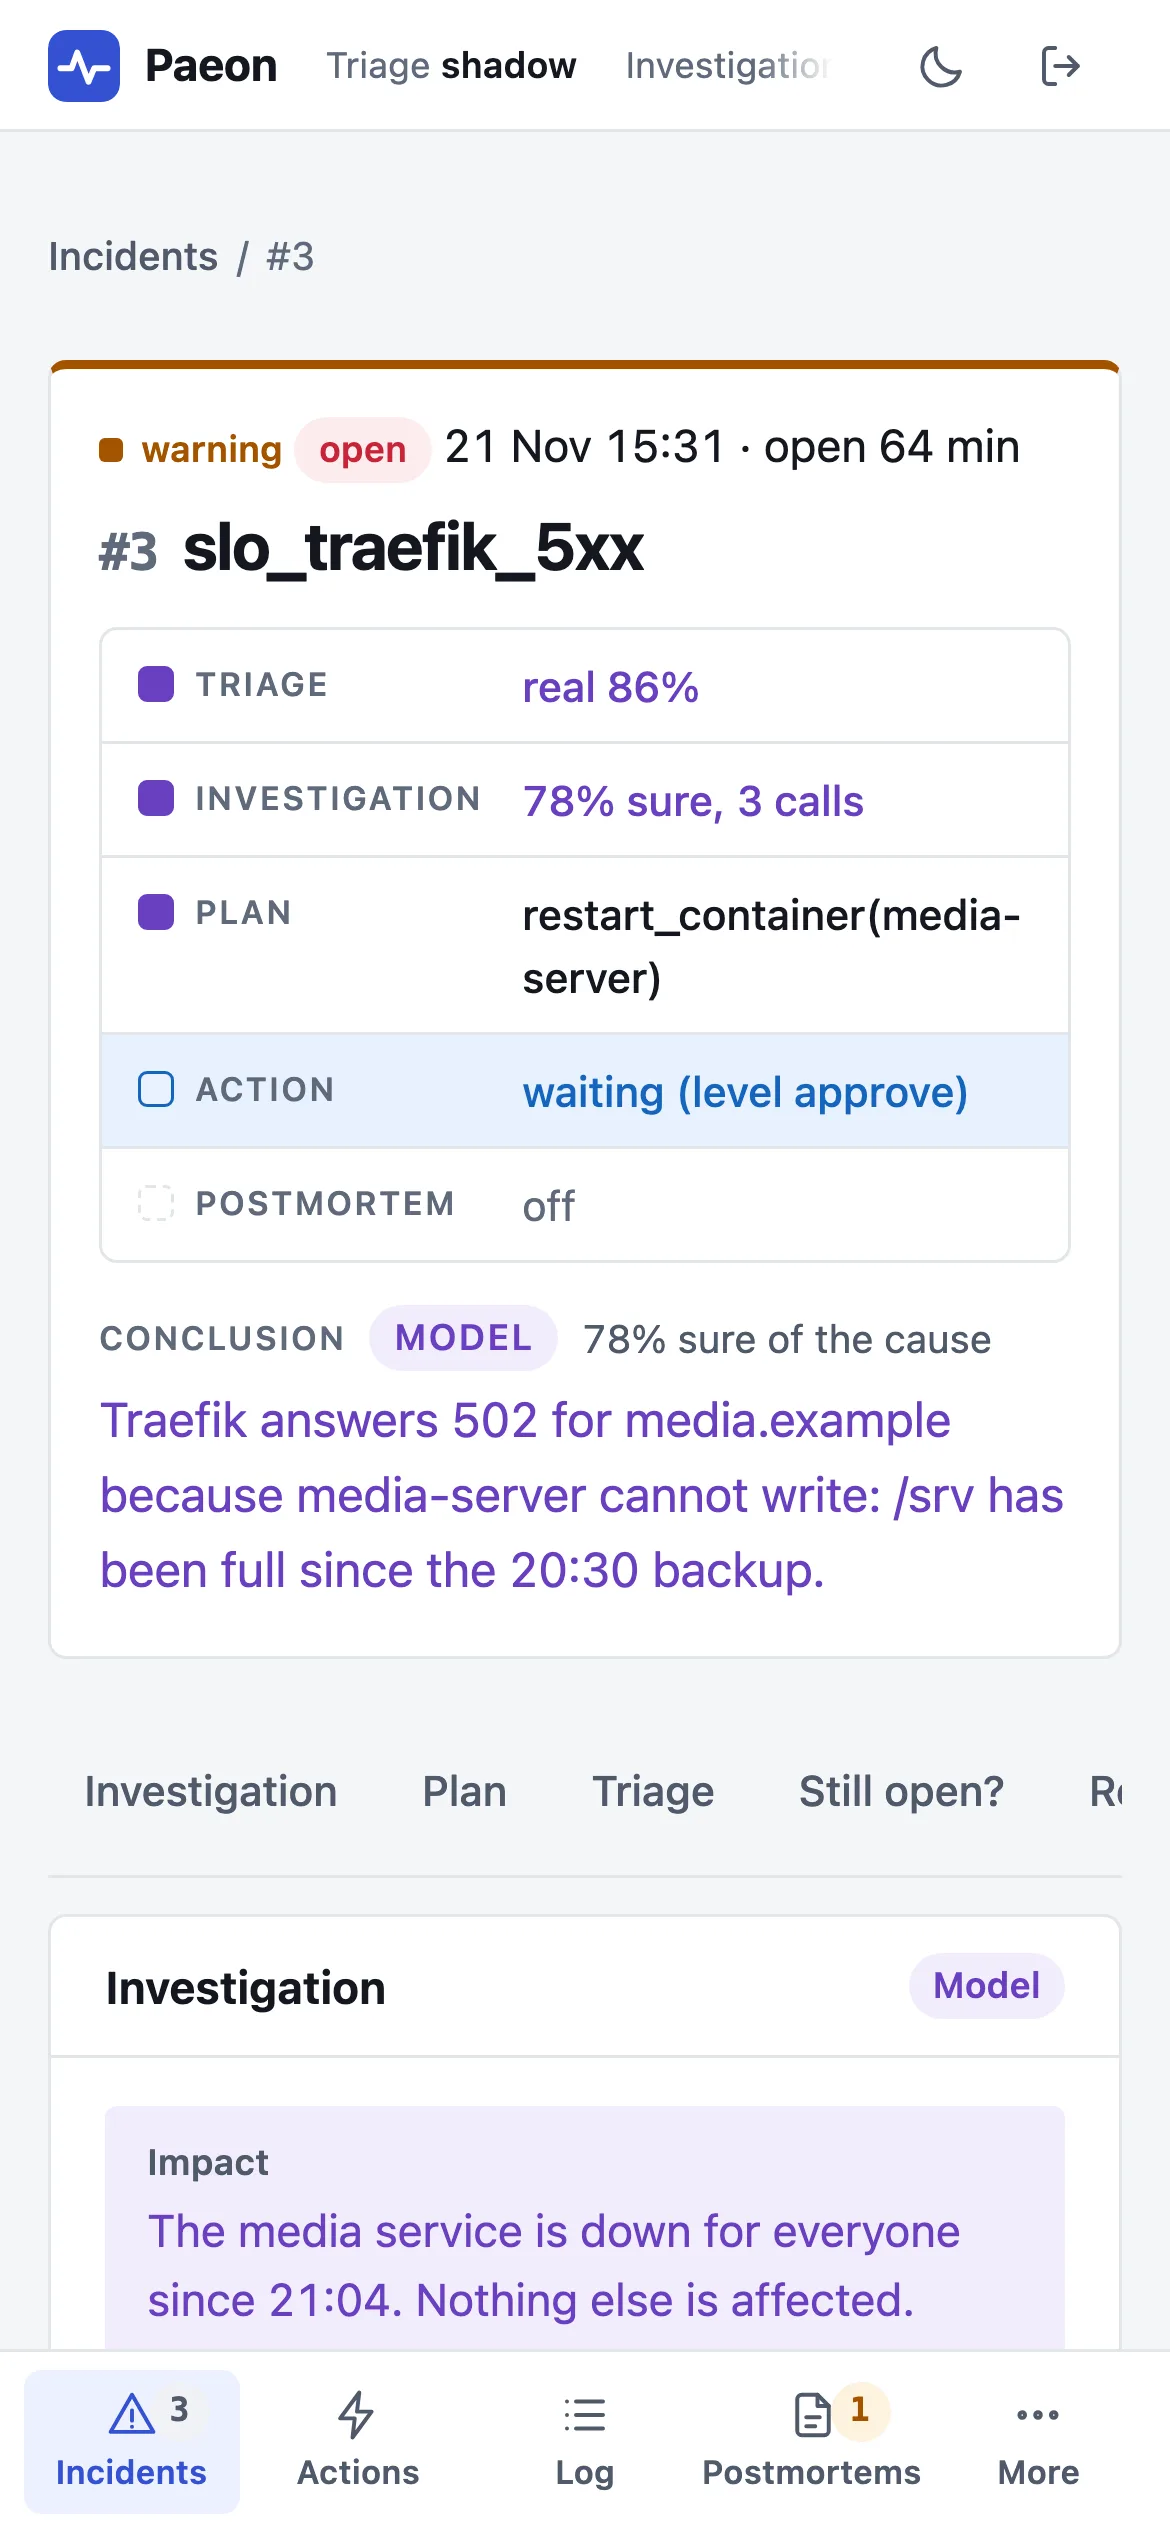 Paeon Triage shadow Investigation
Incidents / #3
warning open 21 Nov 15:31 · open 64 min
#3 slo_traefik_5xx
TRIAGE real 86%
INVESTIGATION 78% sure, 3 calls
PLAN restart_container(media-
server)
ACTION waiting (level approve)
POSTMORTEM off
CONCLUSION MODEL 78% sure of the cause
Traefik answers 502 for media.example
because media-server cannot write: /srv has
been full since the 20:30 backup.
Investigation Plan Triage Still open?
Investigation Model
Impact
The media service is down for everyone
since 21:04. Nothing else is affected.
3 1
Incidents Actions Log Postmortems More